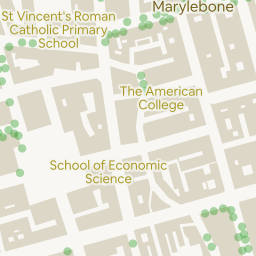 Marylebone
St Vincent's Roman
Catholic Primary
School
The American
College
School of Economic
Science